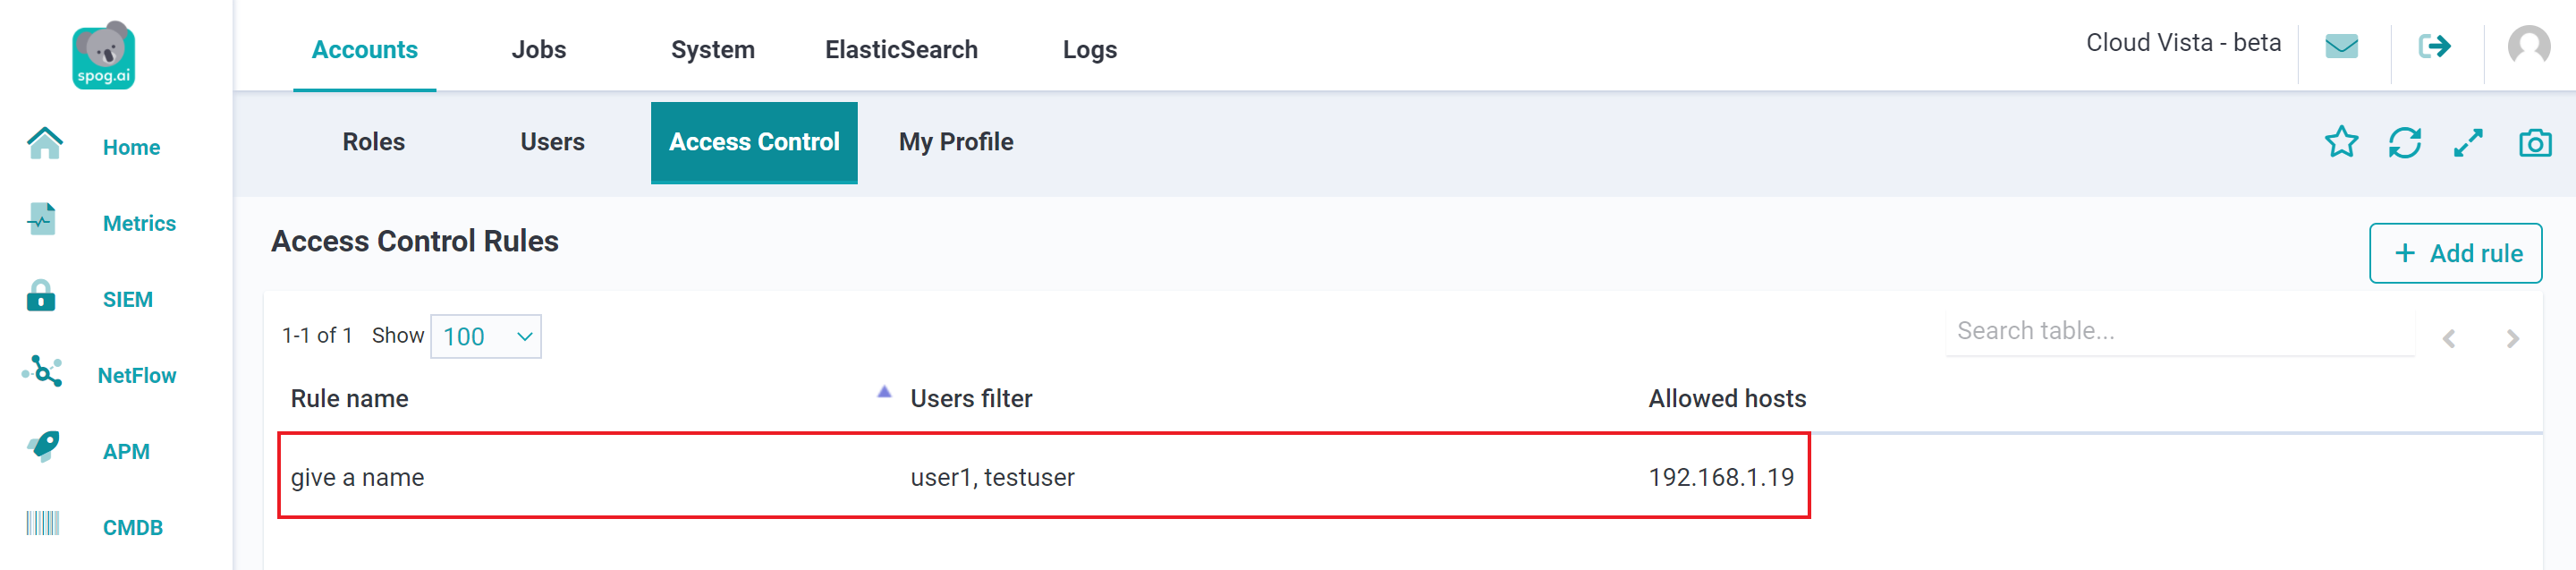 spog.ai
Accounts Jobs System ElasticSearch Logs Cloud Vista - beta
Home
Metrics
SIEM
NetFlow
APM
CMDB
Roles Users Access Control My Profile
Access Control Rules
+ Add rule
1-1 of 1 Show 100 Search table...
Rule name Users filter Allowed hosts
give a name user1, testuser 192.168.1.19